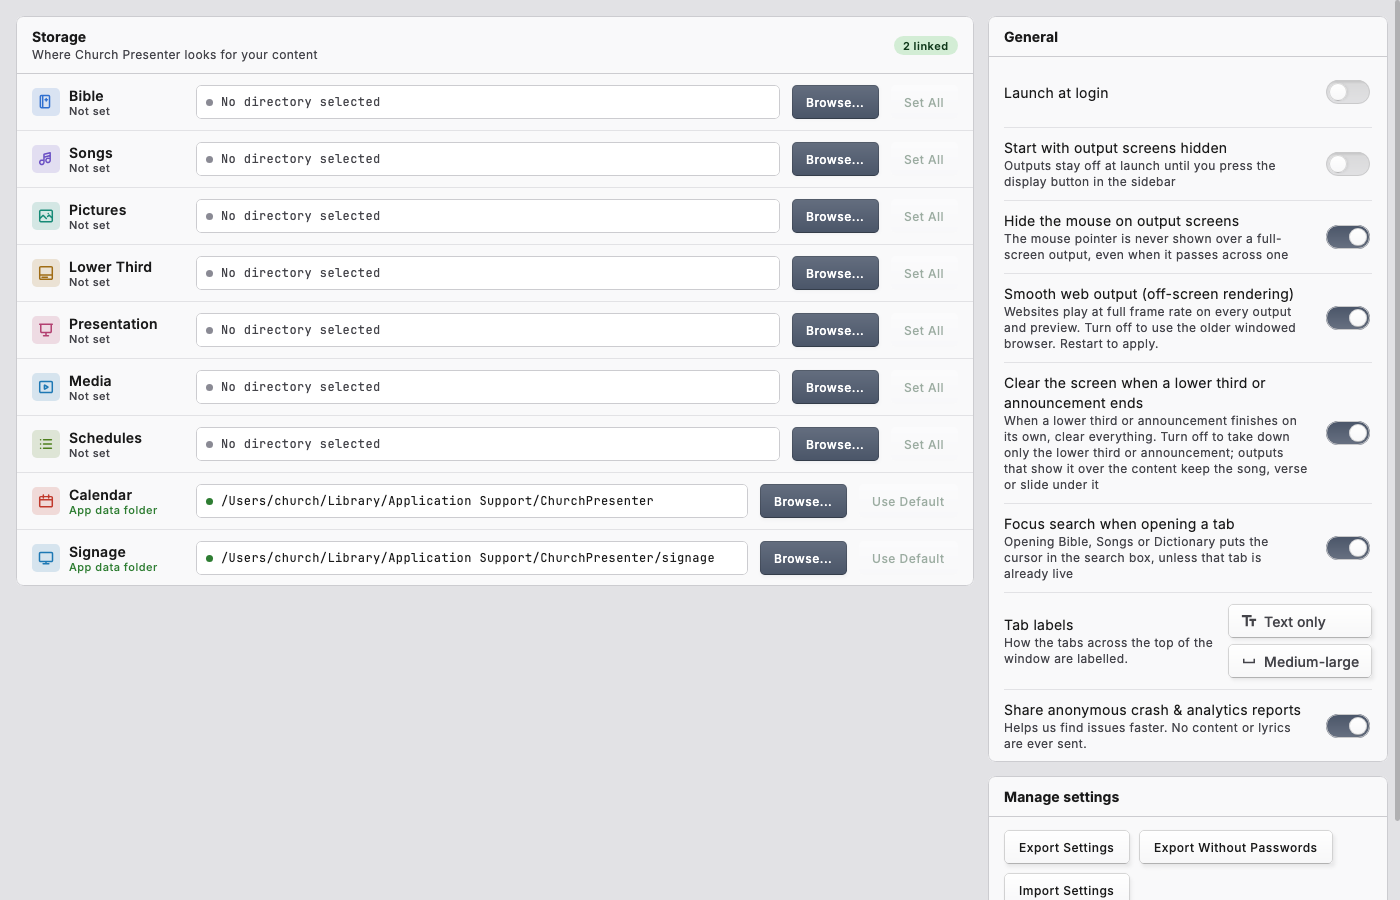 Storage
Where Church Presenter looks for your content
2 linked
Bible
Not set
No directory selected
Browse...
Set All
Songs
Not set
No directory selected
Browse...
Set All
Pictures
Not set
No directory selected
Browse...
Set All
Lower Third
Not set
No directory selected
Browse...
Set All
Presentation
Not set
No directory selected
Browse...
Set All
Media
Not set
No directory selected
Browse...
Set All
Schedules
Not set
No directory selected
Browse...
Set All
Calendar
App data folder
/Users/church/Library/Application Support/ChurchPresenter
Browse...
Use Default
Signage
App data folder
/Users/church/Library/Application Support/ChurchPresenter/signage
Browse...
Use Default
General
Launch at login
Start with output screens hidden
Outputs stay off at launch until you press the
display button in the sidebar
Hide the mouse on output screens
The mouse pointer is never shown over a full-
screen output, even when it passes across one
Smooth web output (off-screen rendering)
Websites play at full frame rate on every output
and preview. Turn off to use the older windowed
browser. Restart to apply.
Clear the screen when a lower third or
announcement ends
When a lower third or announcement finishes on
its own, clear everything. Turn off to take down
only the lower third or announcement; outputs
that show it over the content keep the song, verse
or slide under it
Focus search when opening a tab
Opening Bible, Songs or Dictionary puts the
cursor in the search box, unless that tab is
already live
Tab labels
How the tabs across the top of the
window are labelled.
Text only
Medium-large
Share anonymous crash & analytics reports
Helps us find issues faster. No content or lyrics
are ever sent.
Manage settings
Export Settings
Export Without Passwords
Import Settings